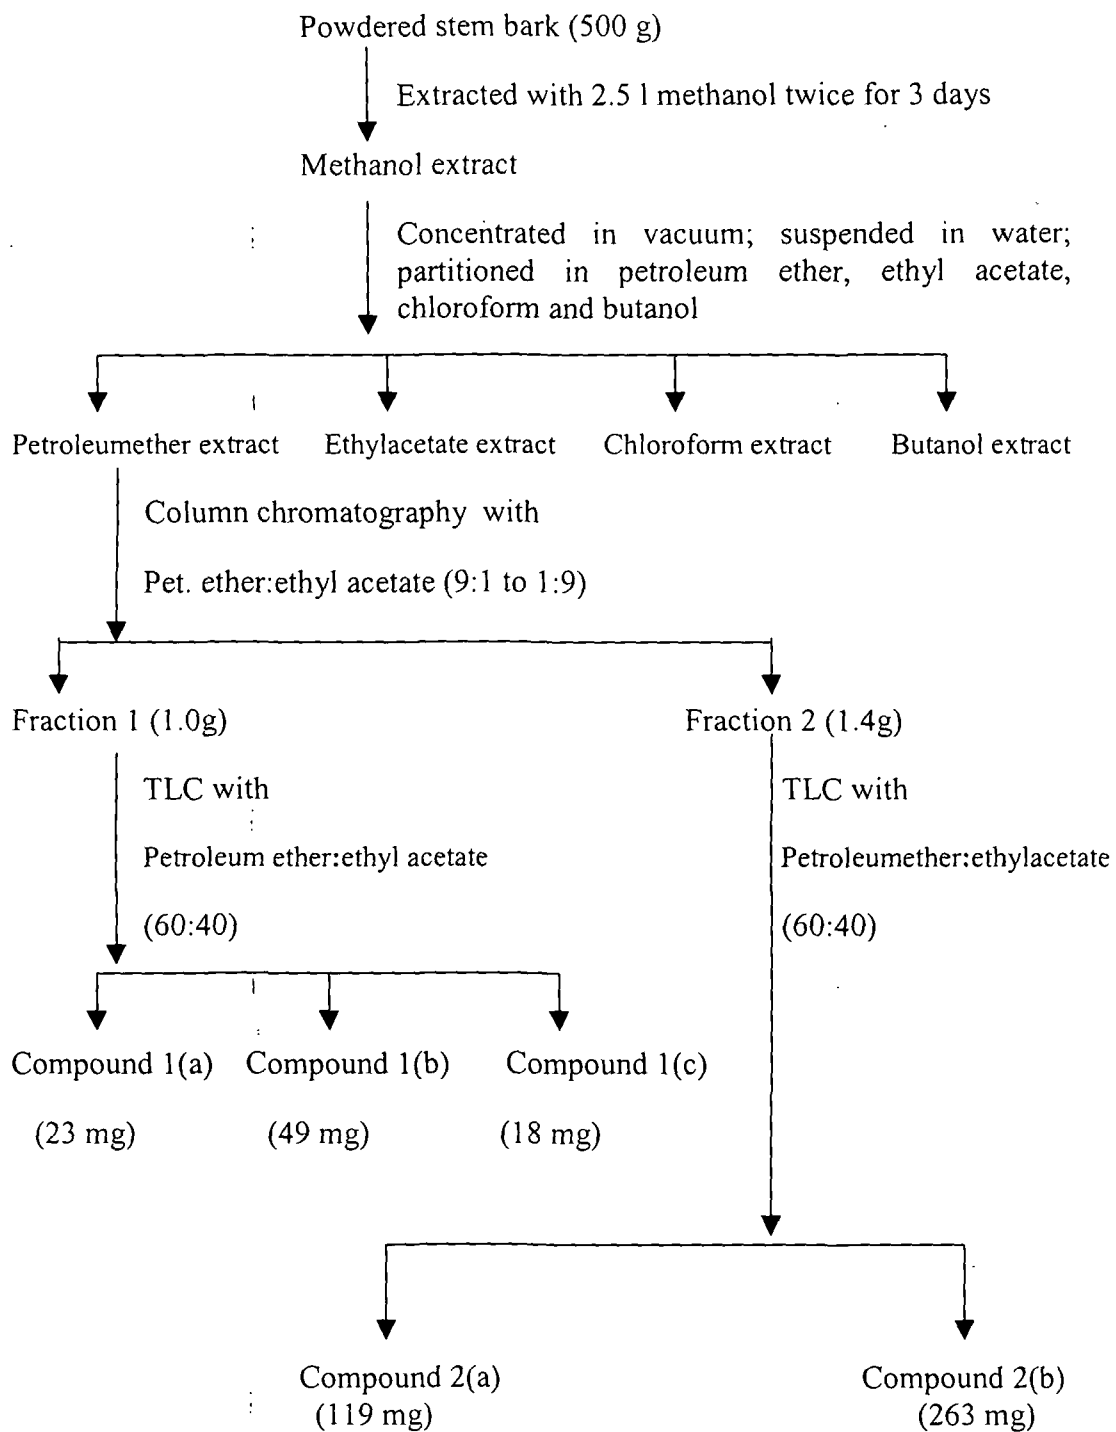 Powdered stem bark (500 g)
Extracted with 2.5 l methanol twice for 3 days
Methanol extract
Concentrated in vacuum; suspended in water;
partitioned in petroleum ether, ethyl acetate,
chloroform and butanol
Petroleumether extract Ethylacetate extract Chloroform extract Butanol extract
Column chromatography with
Pet. ether:ethyl acetate (9:1 to 1:9)
Fraction 1 (1.0g) Fraction 2 (1.4g)
TLC with TLC with
Petroleum ether:ethyl acetate Petroleumether:ethylacetate
(60:40) (60:40)
Compound 1(a) Compound 1(b) Compound 1(c)
(23 mg) (49 mg) (18 mg)
Compound 2(a) Compound 2(b)
(119 mg) (263 mg)